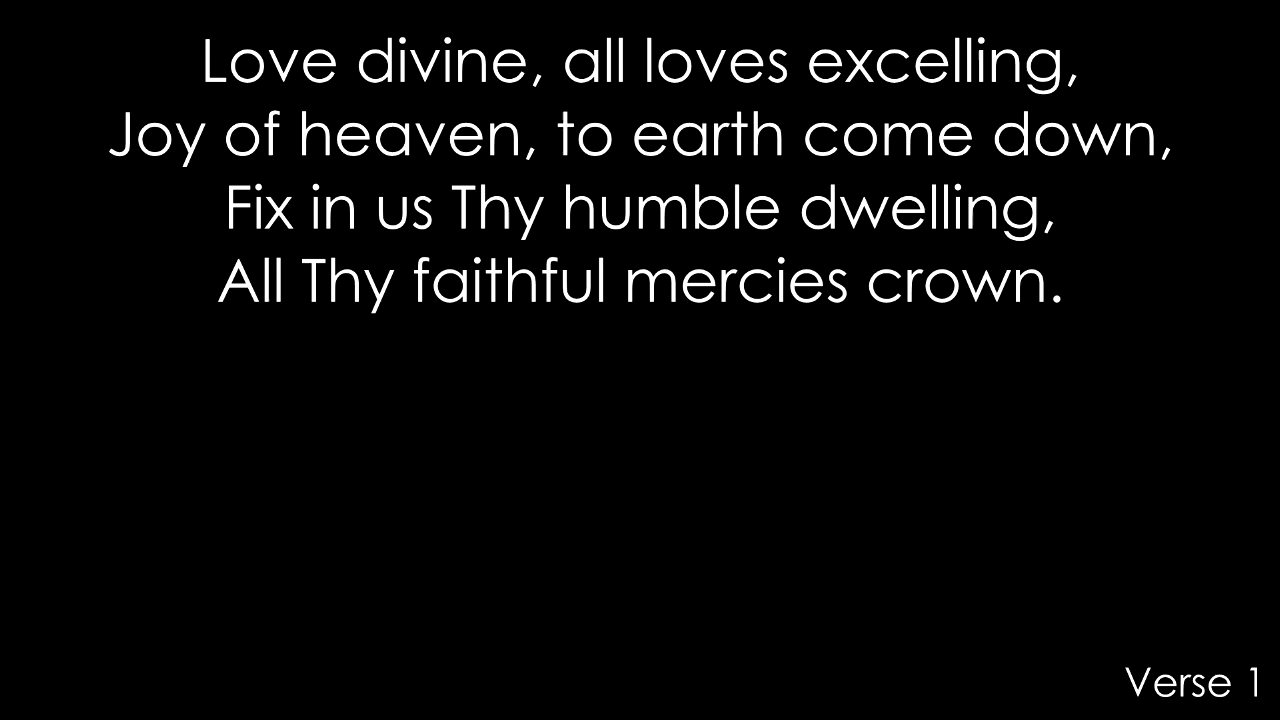 Love divine, all loves excelling,
Joy of heaven, to earth come down,
Fix in us Thy humble dwelling,
All Thy faithful mercies crown.
Verse 1